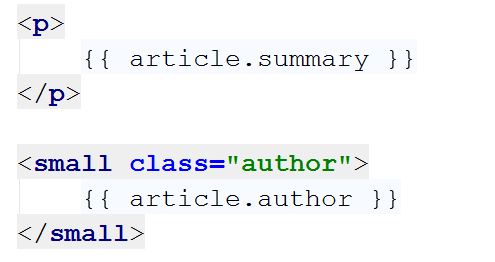 <p>
    {{ article.summary }}
</p>

<small class="author">
    {{ article.author }}
</small>